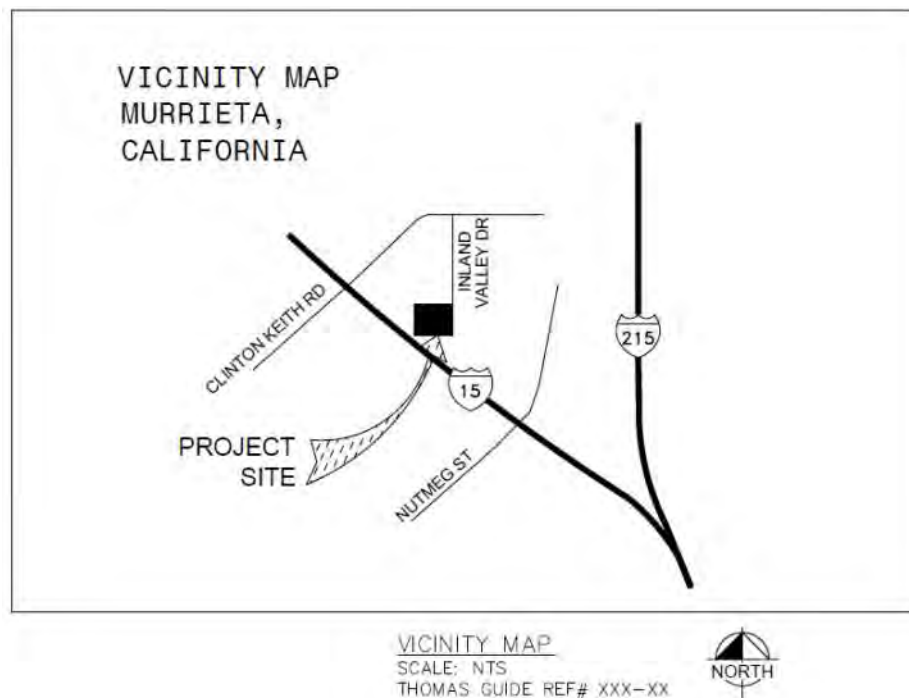 VICINITY MAP
MURRIETA,
CALIFORNIA
INLAND
VALLEY DR
CLINTON KEITH RD
215
15
PROJECT
SITE
NUTMEG ST
VICINITY MAP
SCALE: NTS
THOMAS GUIDE REF# XXX-XX
NORTH